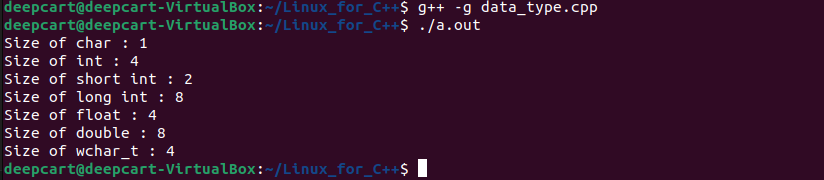 deepcart@deepcart-VirtualBox:~/Linux_for_C++$ g++ -g data_type.cpp
deepcart@deepcart-VirtualBox:~/Linux_for_C++$ ./a.out
Size of char : 1
Size of int : 4
Size of short int : 2
Size of long int : 8
Size of float : 4
Size of double : 8
Size of wchar_t : 4
deepcart@deepcart-VirtualBox:~/Linux_for_C++$